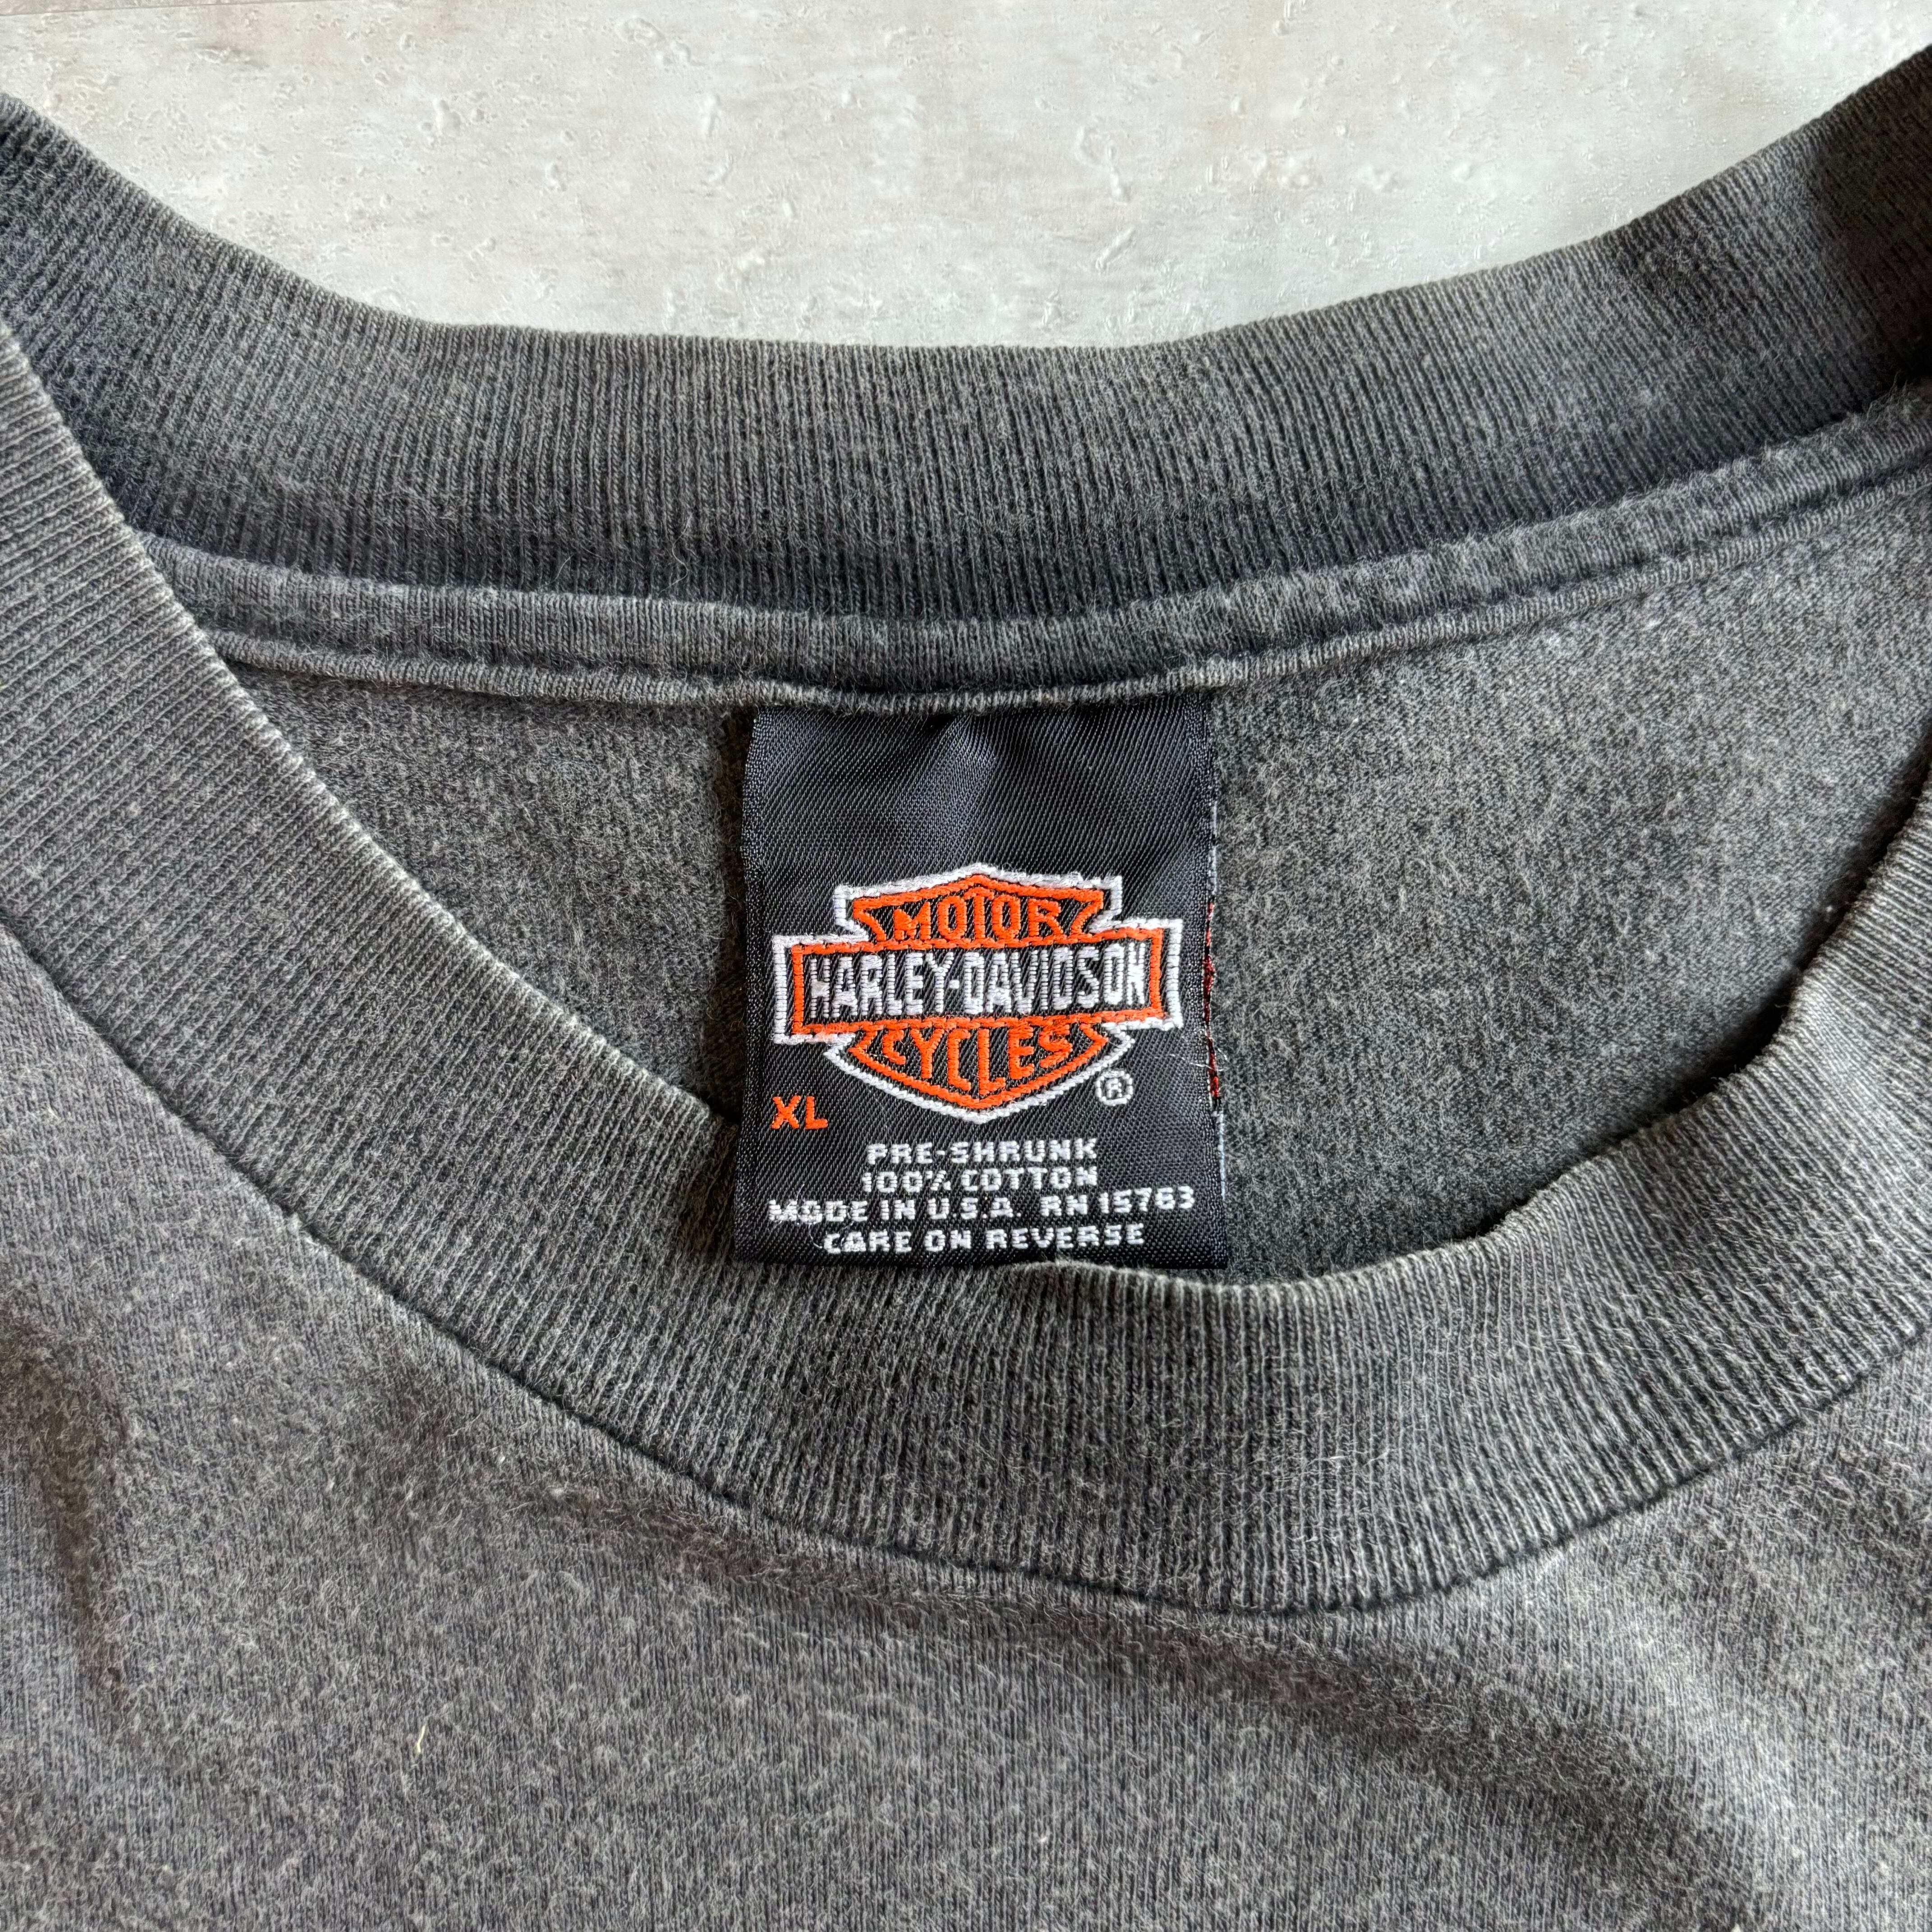 MOTOR
HARLEY-DAVIDSON
CYCLES
®
XL
PRE-SHRUNK
100% COTTON
MADE IN U.S.A. RN 15763
CARE ON REVERSE